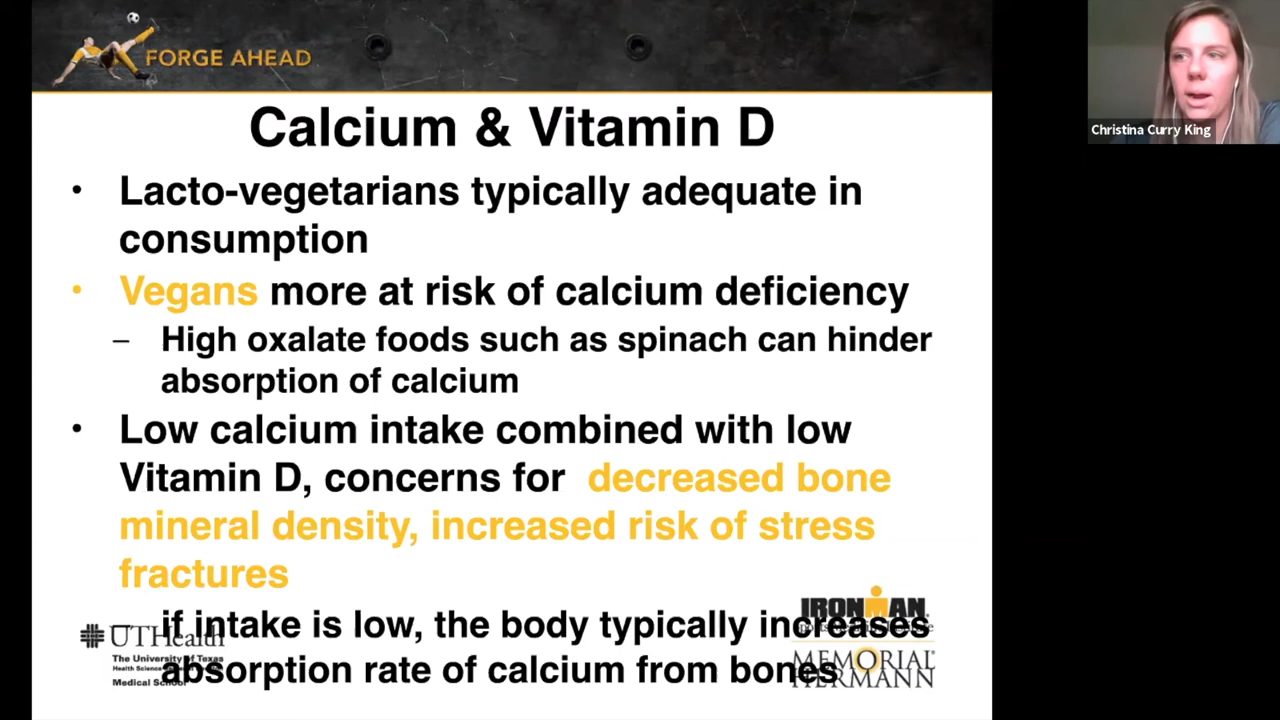 FORGE AHEAD
Christina Curry King
Calcium & Vitamin D
• Lacto-vegetarians typically adequate in
consumption
• Vegans more at risk of calcium deficiency
– High oxalate foods such as spinach can hinder
absorption of calcium
• Low calcium intake combined with low
Vitamin D, concerns for decreased bone
mineral density, increased risk of stress
fractures
– if intake is low, the body typically increases
absorption rate of calcium from bones
UTHealth
The University of Texas
Medical School
IRONMAN
MEMORIAL
HERMANN